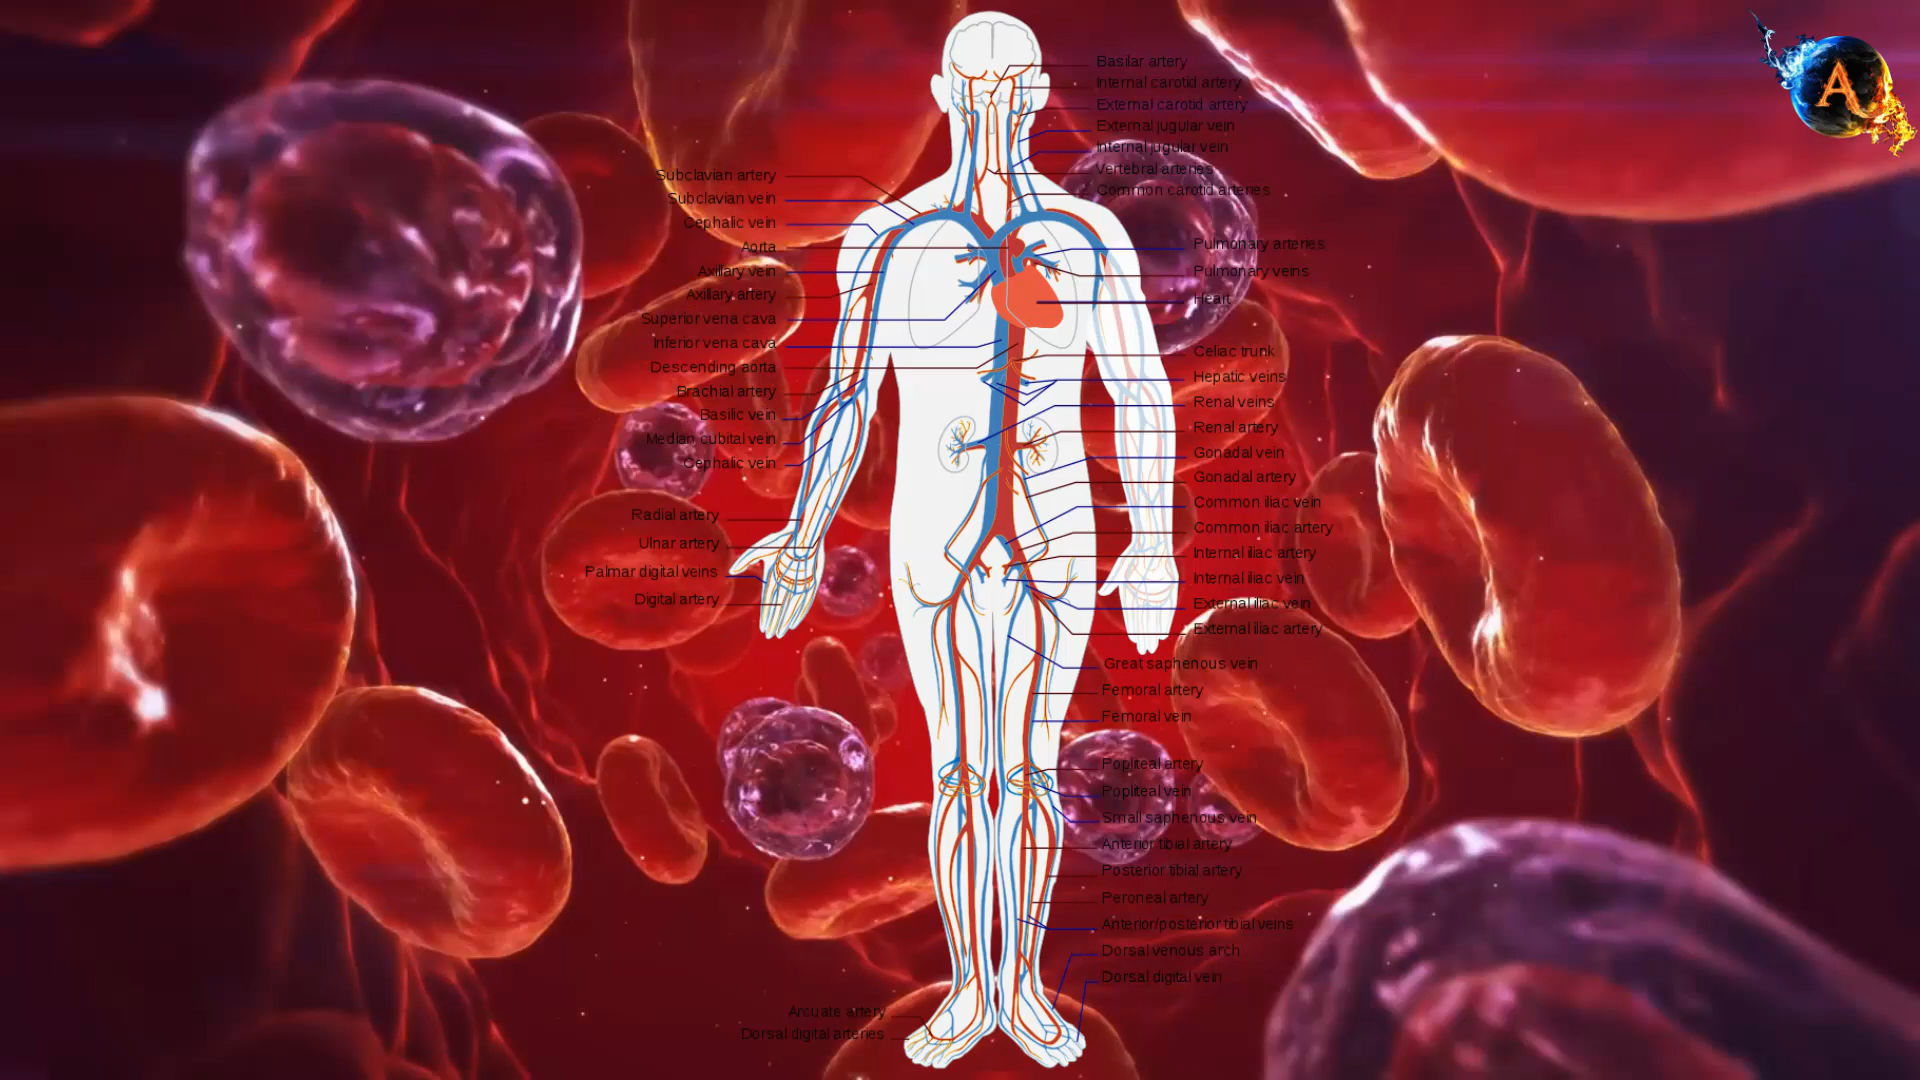 Basilar artery
Internal carotid artery
External carotid artery
External jugular vein
Internal jugular vein
Vertebral arteries
Common carotid arteries
Subclavian artery
Subclavian vein
Cephalic vein
Aorta
Axillary vein
Axillary artery
Superior vena cava
Inferior vena cava
Descending aorta
Brachial artery
Basilic vein
Median cubital vein
Cephalic vein
Radial artery
Ulnar artery
Palmar digital veins
Digital artery
Pulmonary arteries
Pulmonary veins
Heart
Celiac trunk
Hepatic veins
Renal veins
Renal artery
Gonadal vein
Gonadal artery
Common iliac vein
Common iliac artery
Internal iliac artery
Internal iliac vein
External iliac vein
External iliac artery
Great saphenous vein
Femoral artery
Femoral vein
Popliteal artery
Popliteal vein
Small saphenous vein
Anterior tibial artery
Posterior tibial artery
Peroneal artery
Anterior/posterior tibial veins
Dorsal venous arch
Dorsal digital vein
Arcuate artery
Dorsal digital arteries
A